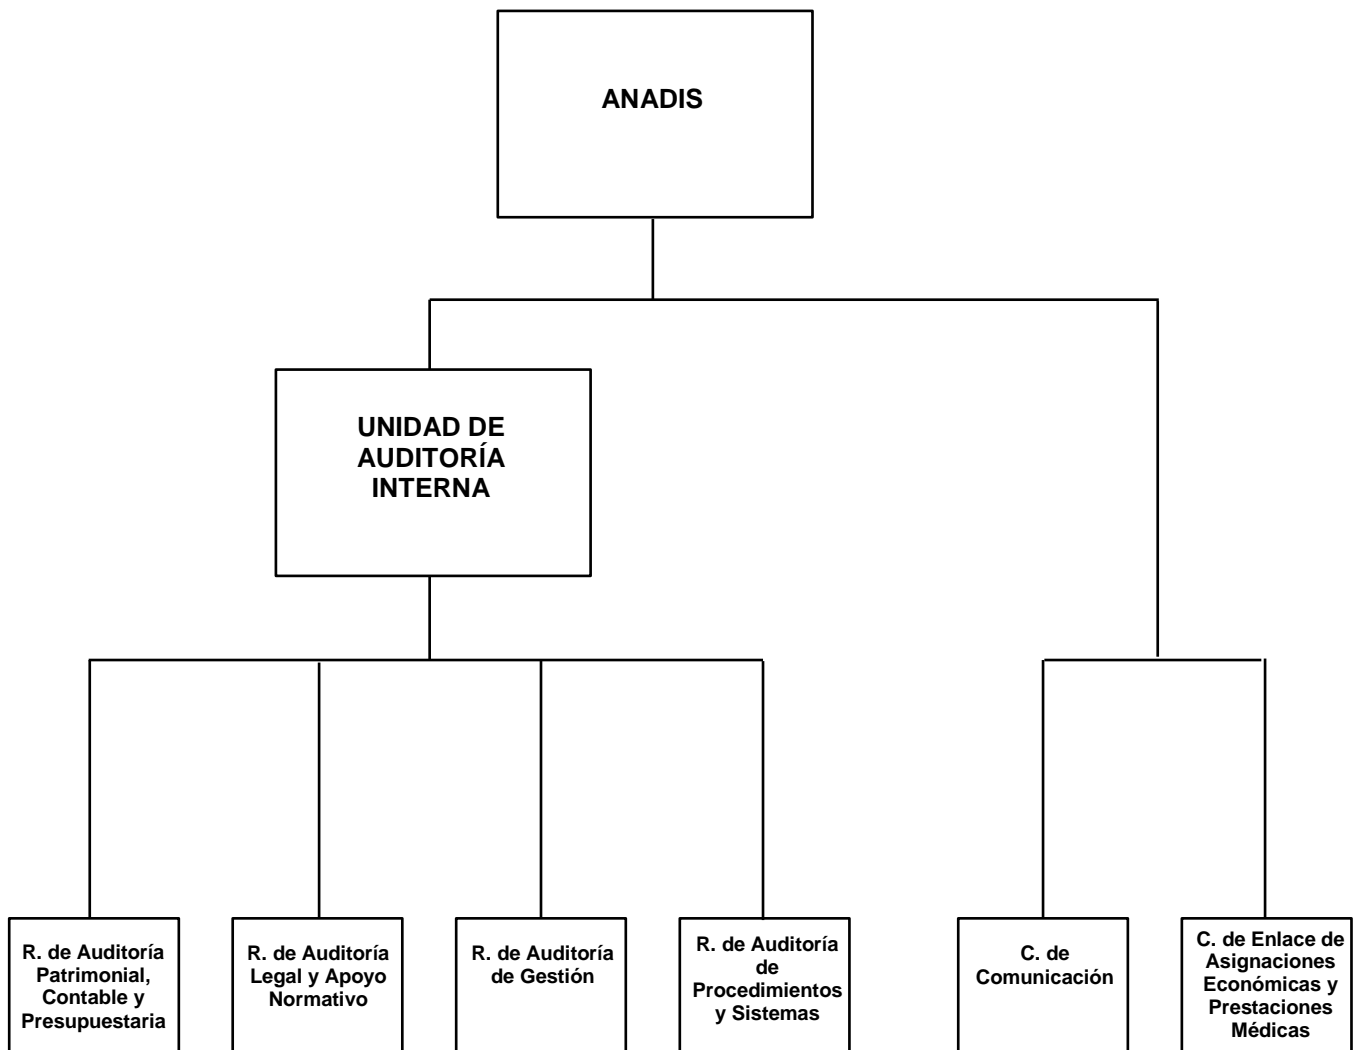 ANADIS
UNIDAD DE
AUDITORÍA
INTERNA
R. de Auditoría
Patrimonial,
Contable y
Presupuestaria
R. de Auditoría
Legal y Apoyo
Normativo
R. de Auditoría
de Gestión
R. de Auditoría
de
Procedimientos
y Sistemas
C. de
Comunicación
C. de Enlace de
Asignaciones
Económicas y
Prestaciones
Médicas